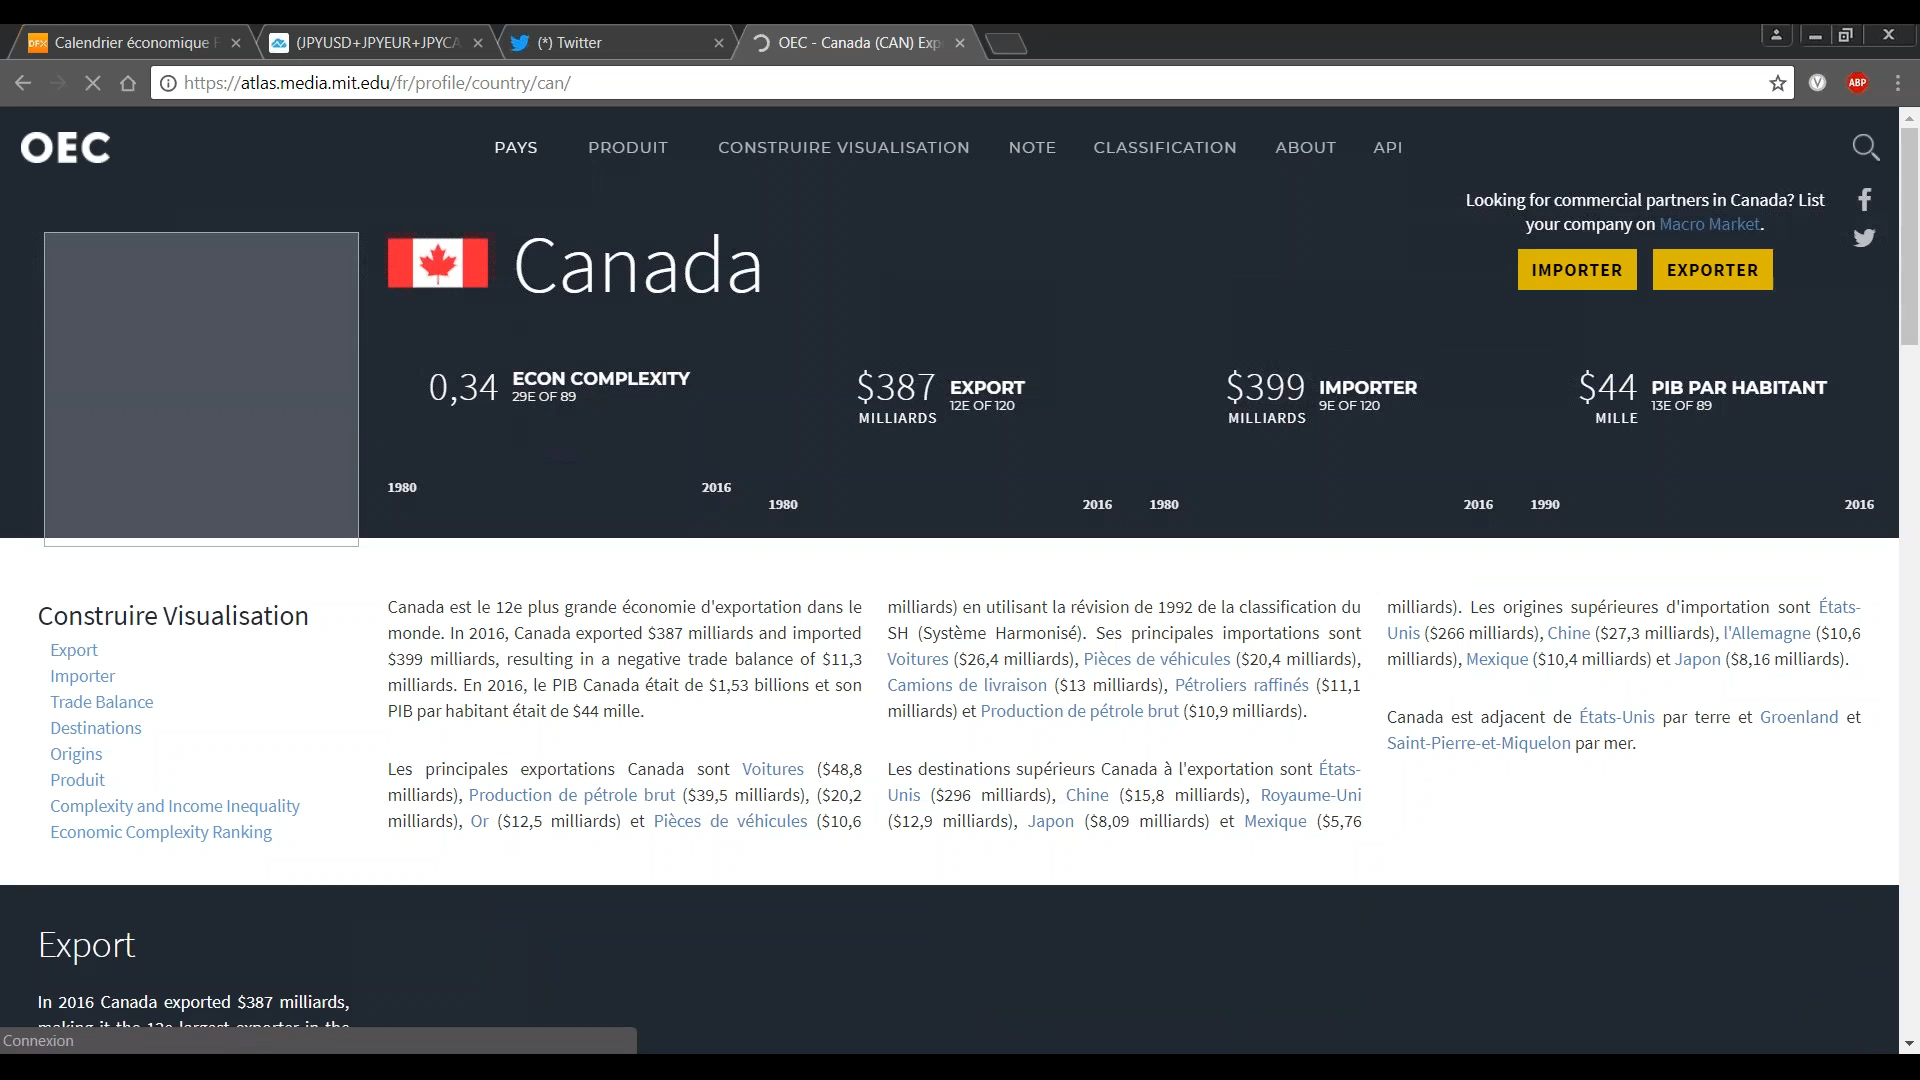 DFX Calendrier économique F
(JPYUSD+JPYEUR+JPYCA
(*) Twitter
OEC - Canada (CAN) Exp
https://atlas.media.mit.edu/fr/profile/country/can/
V
ABP
OEC
PAYS
PRODUIT
CONSTRUIRE VISUALISATION
NOTE
CLASSIFICATION
ABOUT
API
Looking for commercial partners in Canada? List
your company on Macro Market.
IMPORTER
EXPORTER
Canada
0,34 ECON COMPLEXITY
29E OF 89
$387 EXPORT
12E OF 120
MILLIARDS
$399 IMPORTER
9E OF 120
MILLIARDS
$44 PIB PAR HABITANT
13E OF 89
MILLE
1980 2016
1980 2016
1980 2016
1990 2016
Construire Visualisation
Export
Importer
Trade Balance
Destinations
Origins
Produit
Complexity and Income Inequality
Economic Complexity Ranking
Canada est le 12e plus grande économie d'exportation dans le
monde. In 2016, Canada exported $387 milliards and imported
$399 milliards, resulting in a negative trade balance of $11,3
milliards. En 2016, le PIB Canada était de $1,53 billions et son
PIB par habitant était de $44 mille.
Les principales exportations Canada sont Voitures ($48,8
milliards), Production de pétrole brut ($39,5 milliards), ($20,2
milliards), Or ($12,5 milliards) et Pièces de véhicules ($10,6
milliards) en utilisant la révision de 1992 de la classification du
SH (Système Harmonisé). Ses principales importations sont
Voitures ($26,4 milliards), Pièces de véhicules ($20,4 milliards),
Camions de livraison ($13 milliards), Pétroliers raffinés ($11,1
milliards) et Production de pétrole brut ($10,9 milliards).
Les destinations supérieurs Canada à l'exportation sont États-
Unis ($296 milliards), Chine ($15,8 milliards), Royaume-Uni
($12,9 milliards), Japon ($8,09 milliards) et Mexique ($5,76
milliards). Les origines supérieures d'importation sont États-
Unis ($266 milliards), Chine ($27,3 milliards), l'Allemagne ($10,6
milliards), Mexique ($10,4 milliards) et Japon ($8,16 milliards).
Canada est adjacent de États-Unis par terre et Groenland et
Saint-Pierre-et-Miquelon par mer.
Export
In 2016 Canada exported $387 milliards,
making it the 12e largest exporter in the
Connexion